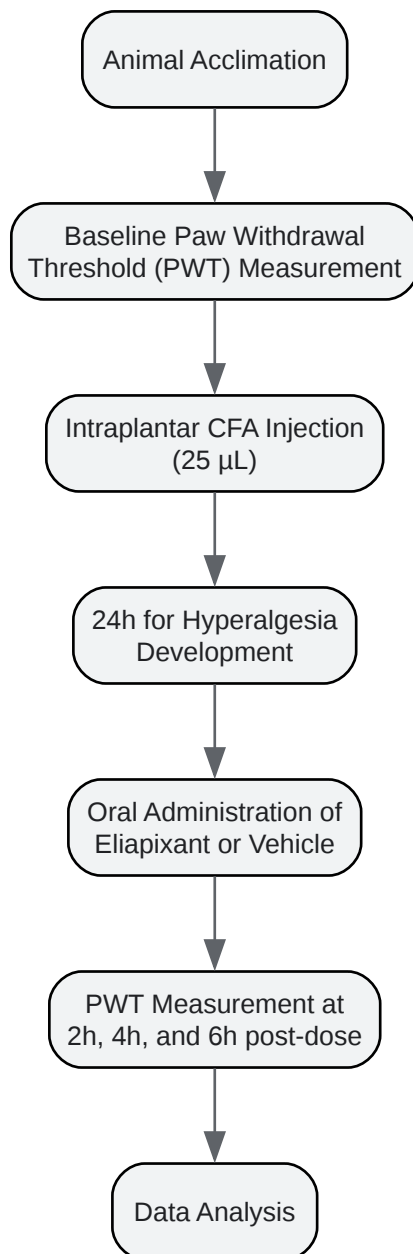 Animal Acclimation
Baseline Paw Withdrawal
Threshold (PWT) Measurement
Intraplantar CFA Injection
(25 µL)
24h for Hyperalgesia
Development
Oral Administration of
Eliapixant or Vehicle
PWT Measurement at
2h, 4h, and 6h post-dose
Data Analysis